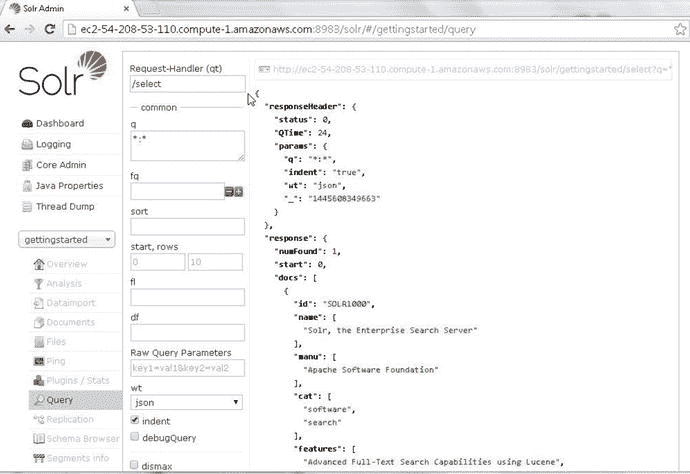 Solr Admin
ec2-54-208-53-110.compute-1.amazonaws.com:8983/solr/#/gettingstarted/query
Solr
Dashboard
Logging
Core Admin
Java Properties
Thread Dump
gettingstarted
Overview
Analysis
Dataimport
Documents
Files
Ping
Plugins / Stats
Query
Replication
Schema Browser
Segments info
Request-Handler (qt)
/select
common
q
*:*
fq
sort
start, rows
0 10
fl
df
Raw Query Parameters
key1=val1&key2=val2
wt
json
indent
debugQuery
dismax
http://ec2-54-208-53-110.compute-1.amazonaws.com:8983/solr/gettingstarted/select?q=*
{
"responseHeader": {
"status": 0,
"QTime": 24,
"params": {
"q": "*:*",
"indent": "true",
"wt": "json",
"_": "1445608349663"
}
},
"response": {
"numFound": 1,
"start": 0,
"docs": [
{
"id": "SOLR1000",
"name": [
"Solr, the Enterprise Search Server"
],
"manu": [
"Apache Software Foundation"
],
"cat": [
"software",
"search"
],
"features": [
"Advanced Full-Text Search Capabilities using Lucene",